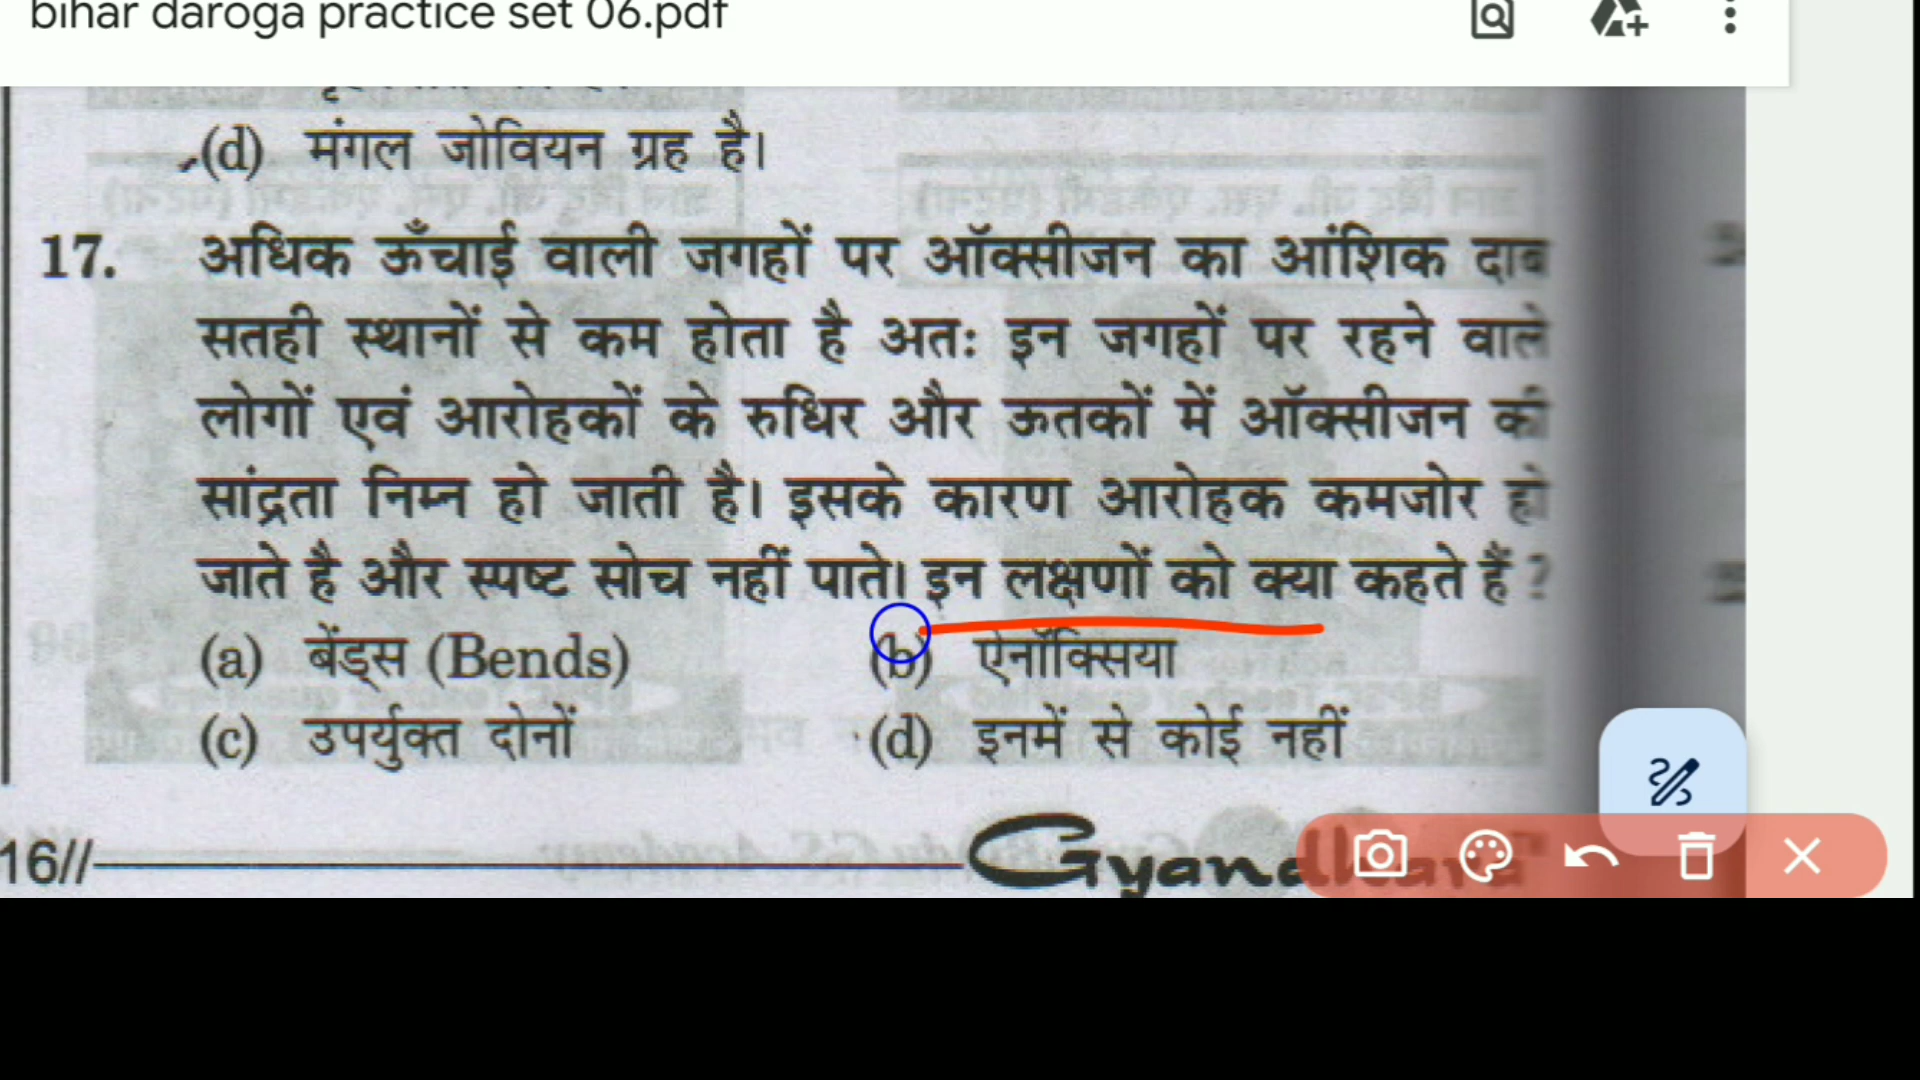 bihar daroga practice set 06.pdf
(d) मंगल जोवियन ग्रह है।
17. अधिक ऊँचाई वाली जगहों पर ऑक्सीजन का आंशिक दाब
सतही स्थानों से कम होता है अतः इन जगहों पर रहने वाले
लोगों एवं आरोहकों के रुधिर और ऊतकों में ऑक्सीजन की
सांद्रता निम्न हो जाती है। इसके कारण आरोहक कमजोर हो
जाते है और स्पष्ट सोच नहीं पाते। इन लक्षणों को क्या कहते हैं ?
(a) बेंड्स (Bends) (b) ऐनॉक्सिया
(c) उपर्युक्त दोनों (d) इनमें से कोई नहीं
16// Gyandhara